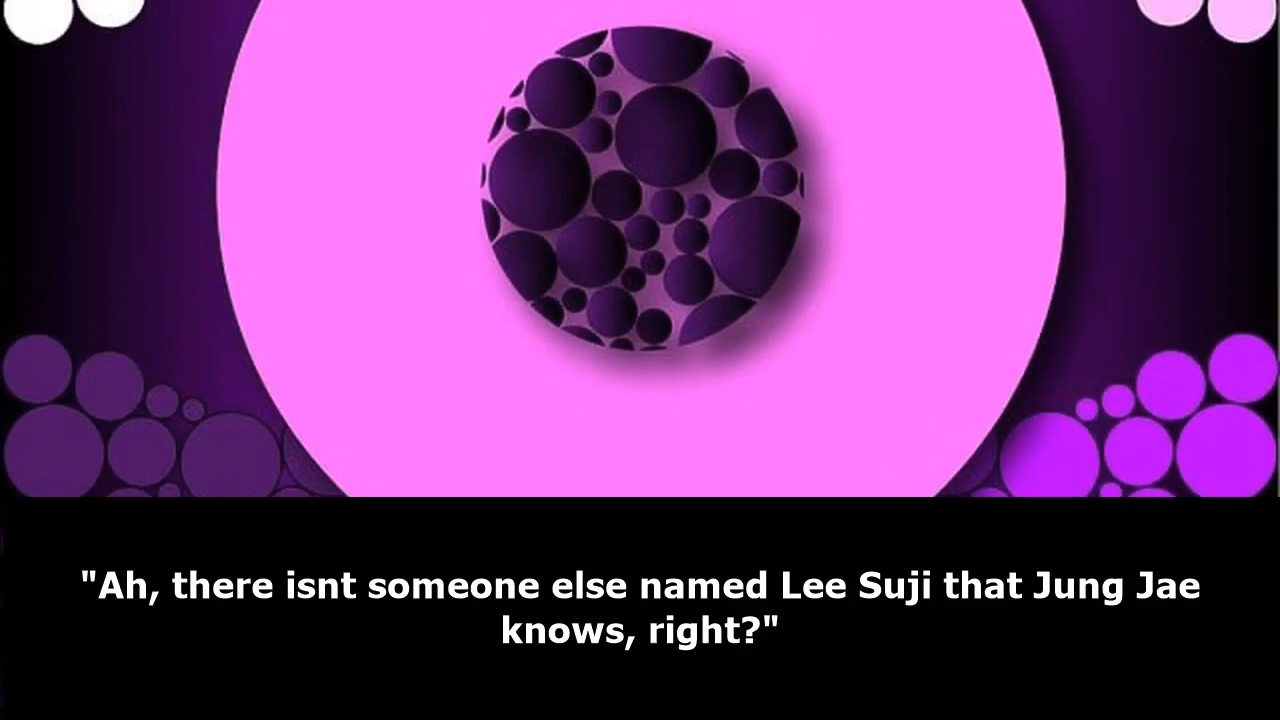 "Ah, there isnt someone else named Lee Suji that Jung Jae
knows, right?"